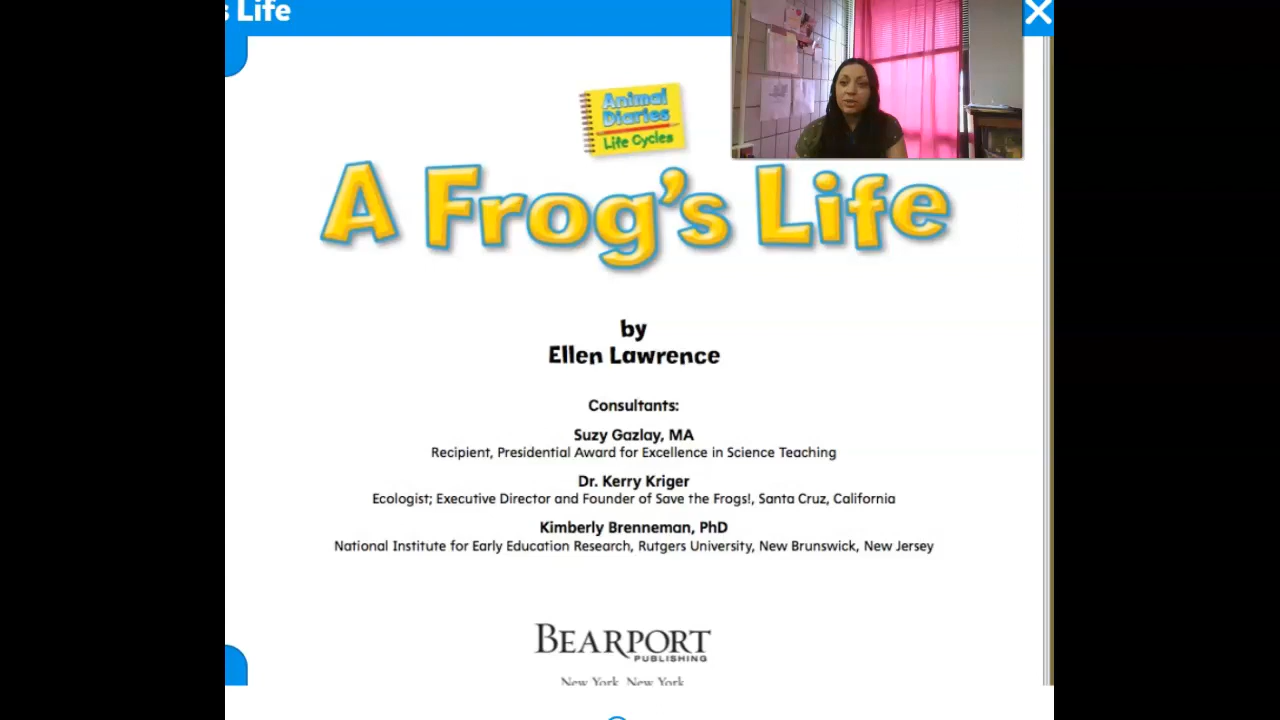 s Life
Animal
Diaries
Life Cycles
A Frog's Life
by
Ellen Lawrence
Consultants:
Suzy Gazlay, MA
Recipient, Presidential Award for Excellence in Science Teaching
Dr. Kerry Kriger
Ecologist; Executive Director and Founder of Save the Frogs!, Santa Cruz, California
Kimberly Brenneman, PhD
National Institute for Early Education Research, Rutgers University, New Brunswick, New Jersey
BEARPORT
PUBLISHING
New York, New York